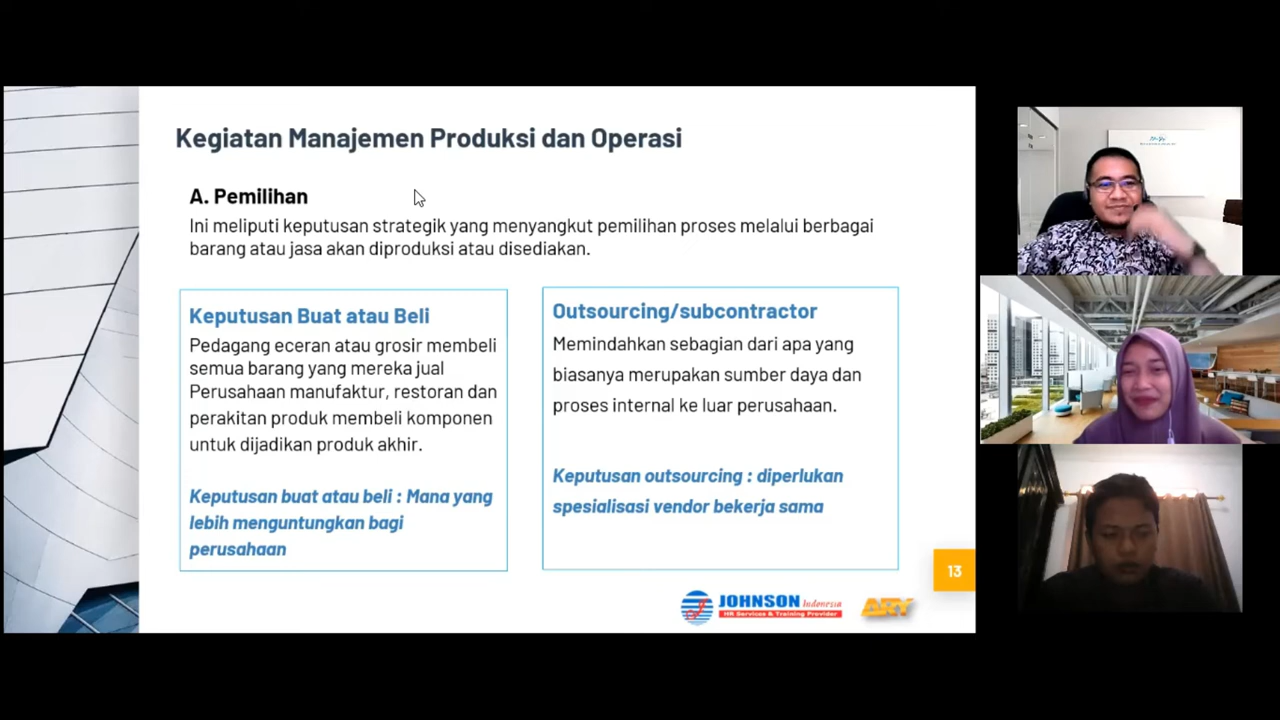 Kegiatan Manajemen Produksi dan Operasi
A. Pemilihan
Ini meliputi keputusan strategik yang menyangkut pemilihan proses melalui berbagai
barang atau jasa akan diproduksi atau disediakan.
Keputusan Buat atau Beli
Pedagang eceran atau grosir membeli
semua barang yang mereka jual
Perusahaan manufaktur, restoran dan
perakitan produk membeli komponen
untuk dijadikan produk akhir.
Keputusan buat atau beli : Mana yang
lebih menguntungkan bagi
perusahaan
Outsourcing/subcontractor
Memindahkan sebagian dari apa yang
biasanya merupakan sumber daya dan
proses internal ke luar perusahaan.
Keputusan outsourcing : diperlukan
spesialisasi vendor bekerja sama
13
JOHNSON Indonesia
HR Services & Training Provider
ARY